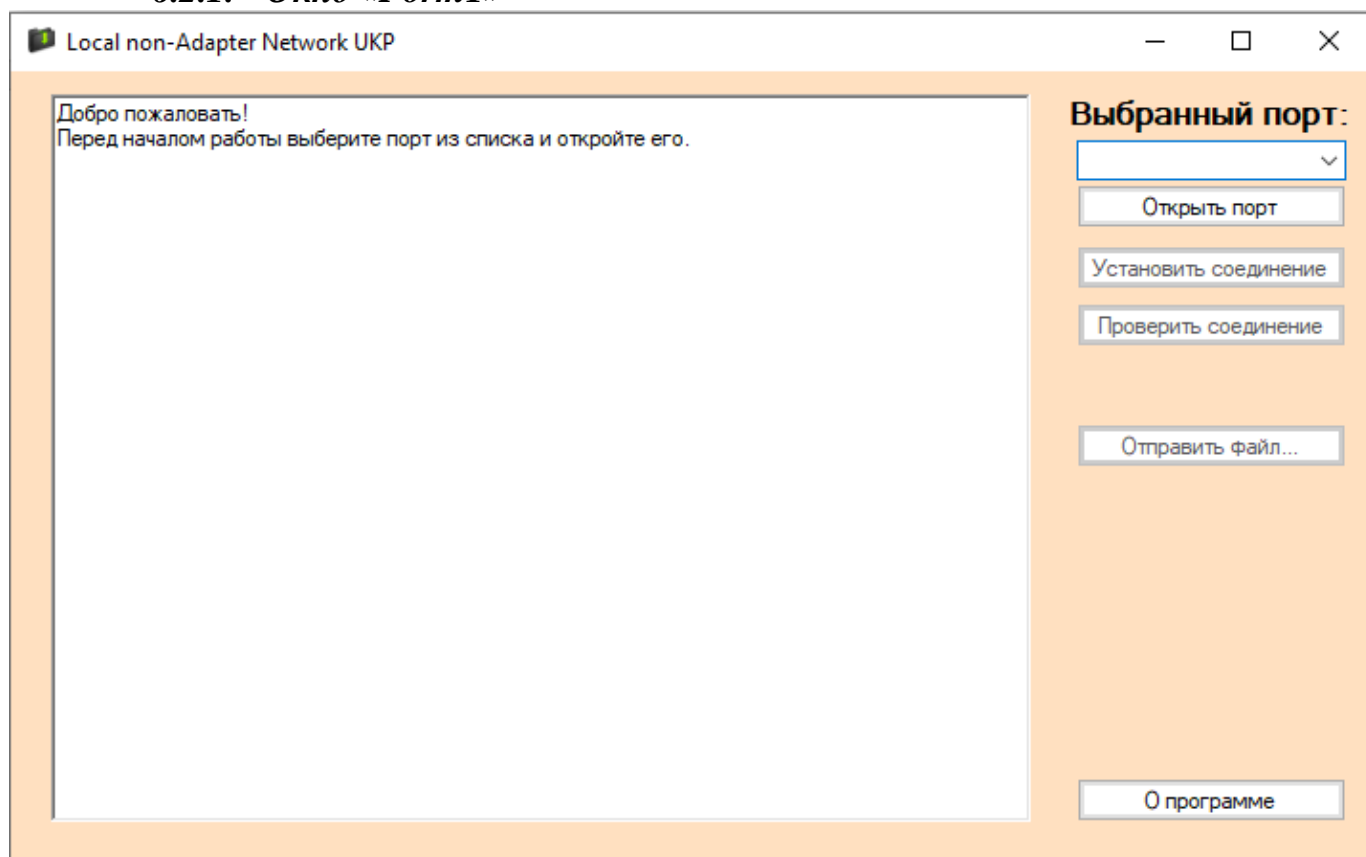 Local non-Adapter Network UKP
Добро пожаловать!
Перед началом работы выберите порт из списка и откройте его.
Выбранный порт:
Открыть порт
Установить соединение
Проверить соединение
Отправить файл...
О программе